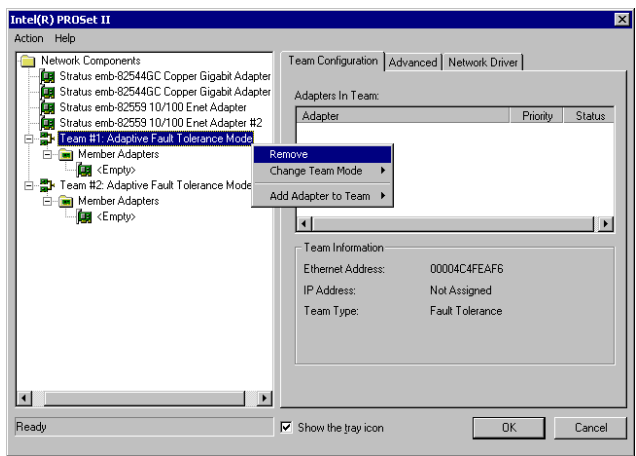 Intel(R) PROSet II
Action Help
Network Components
Stratus emb-82544GC Copper Gigabit Adapter
Stratus emb-82544GC Copper Gigabit Adapter
Stratus emb-82559 10/100 Enet Adapter
Stratus emb-82559 10/100 Enet Adapter #2
Team #1: Adaptive Fault Tolerance Mode
Member Adapters
<Empty>
Team #2: Adaptive Fault Tolerance Mode
Member Adapters
<Empty>
Remove
Change Team Mode
Add Adapter to Team
Team Configuration Advanced Network Driver
Adapters In Team:
Adapter Priority Status
Team Information
Ethernet Address: 00004C4FEAF6
IP Address: Not Assigned
Team Type: Fault Tolerance
Ready
Show the tray icon
OK
Cancel